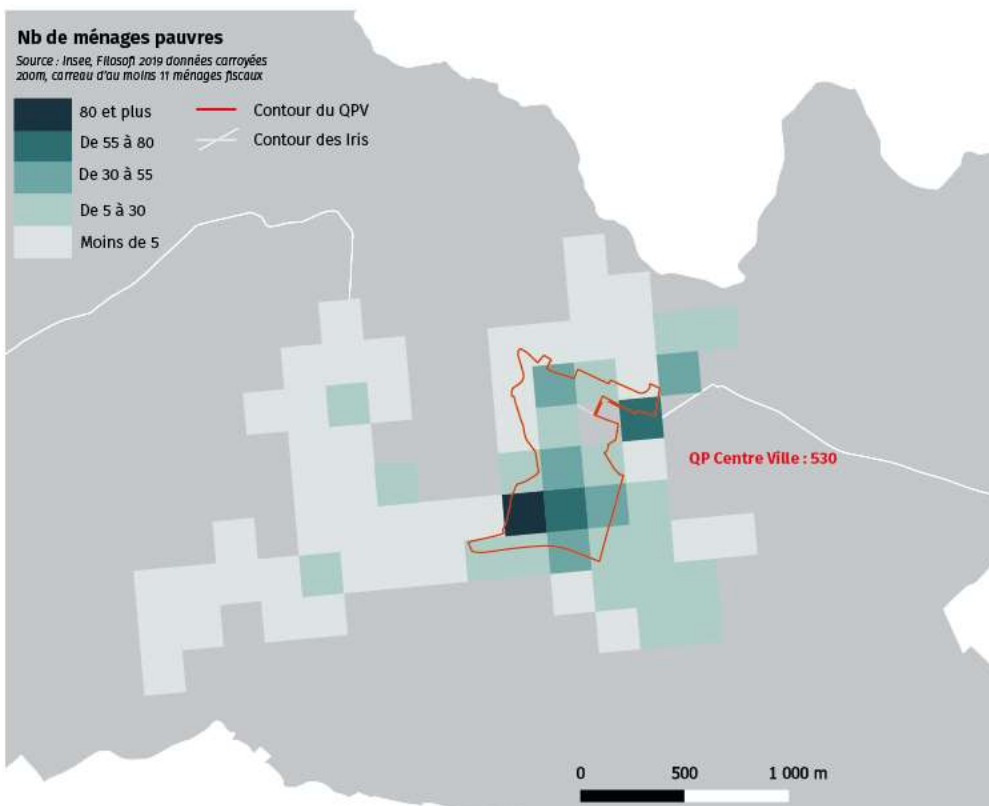 Nb de ménages pauvres
Source : Insee, Filosofi 2019 données carroyées
200m, carreau d'au moins 11 ménages fiscaux
80 et plus
De 55 à 80
De 30 à 55
De 5 à 30
Moins de 5
Contour du QPV
Contour des Iris
QP Centre Ville : 530
0 500 1 000 m